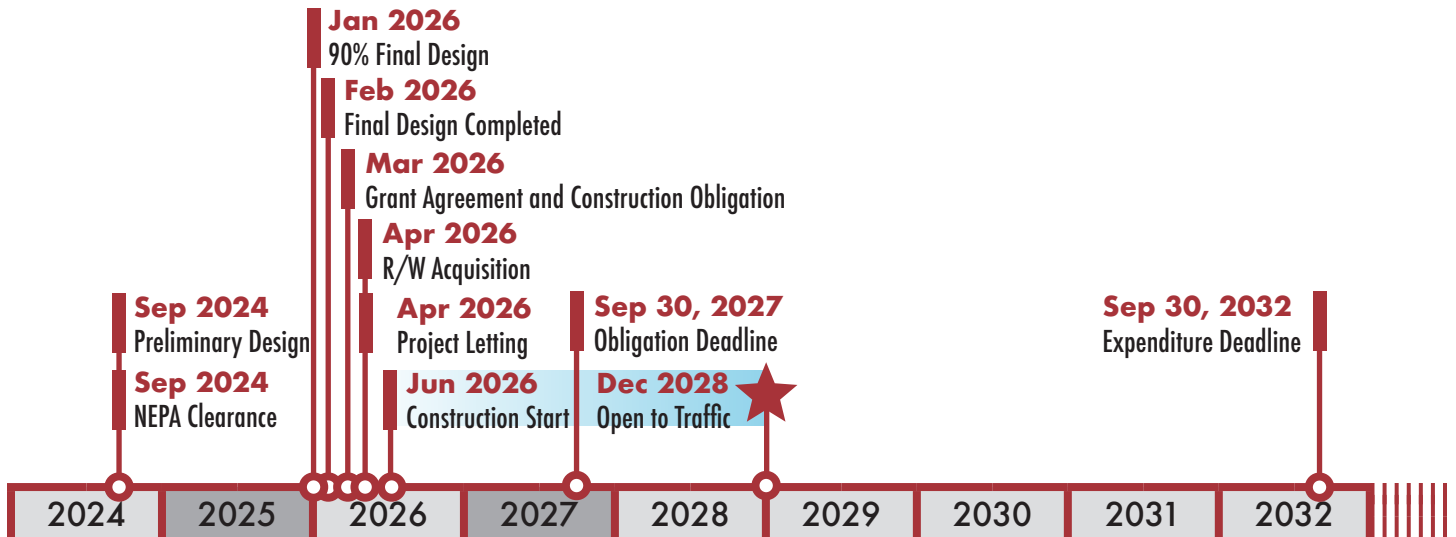 Jan 2026
90% Final Design
Feb 2026
Final Design Completed
Mar 2026
Grant Agreement and Construction Obligation
Apr 2026
R/W Acquisition
Sep 2024
Preliminary Design
Apr 2026
Project Letting
Sep 30, 2027
Obligation Deadline
Sep 30, 2032
Expenditure Deadline
Sep 2024
NEPA Clearance
Jun 2026
Construction Start
Dec 2028
Open to Traffic
2024 2025 2026 2027 2028 2029 2030 2031 2032